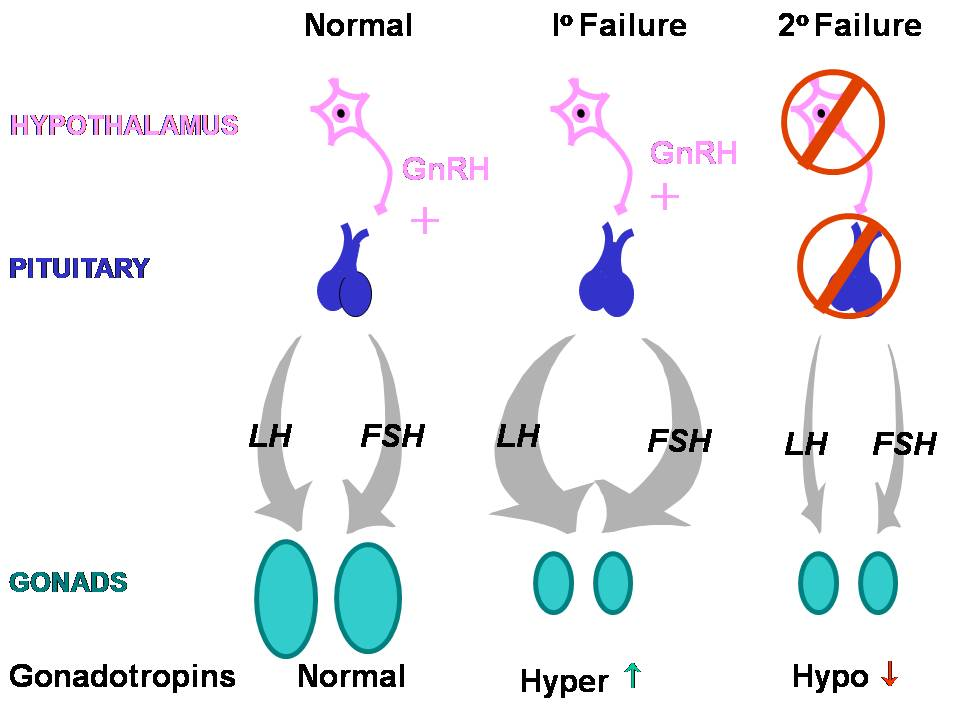 Normal Iº Failure 2º Failure
HYPOTHALAMUS
GnRH GnRH
+ +
PITUITARY
LH FSH LH FSH LH FSH
GONADS
Gonadotropins Normal Hyper ↑ Hypo ↓